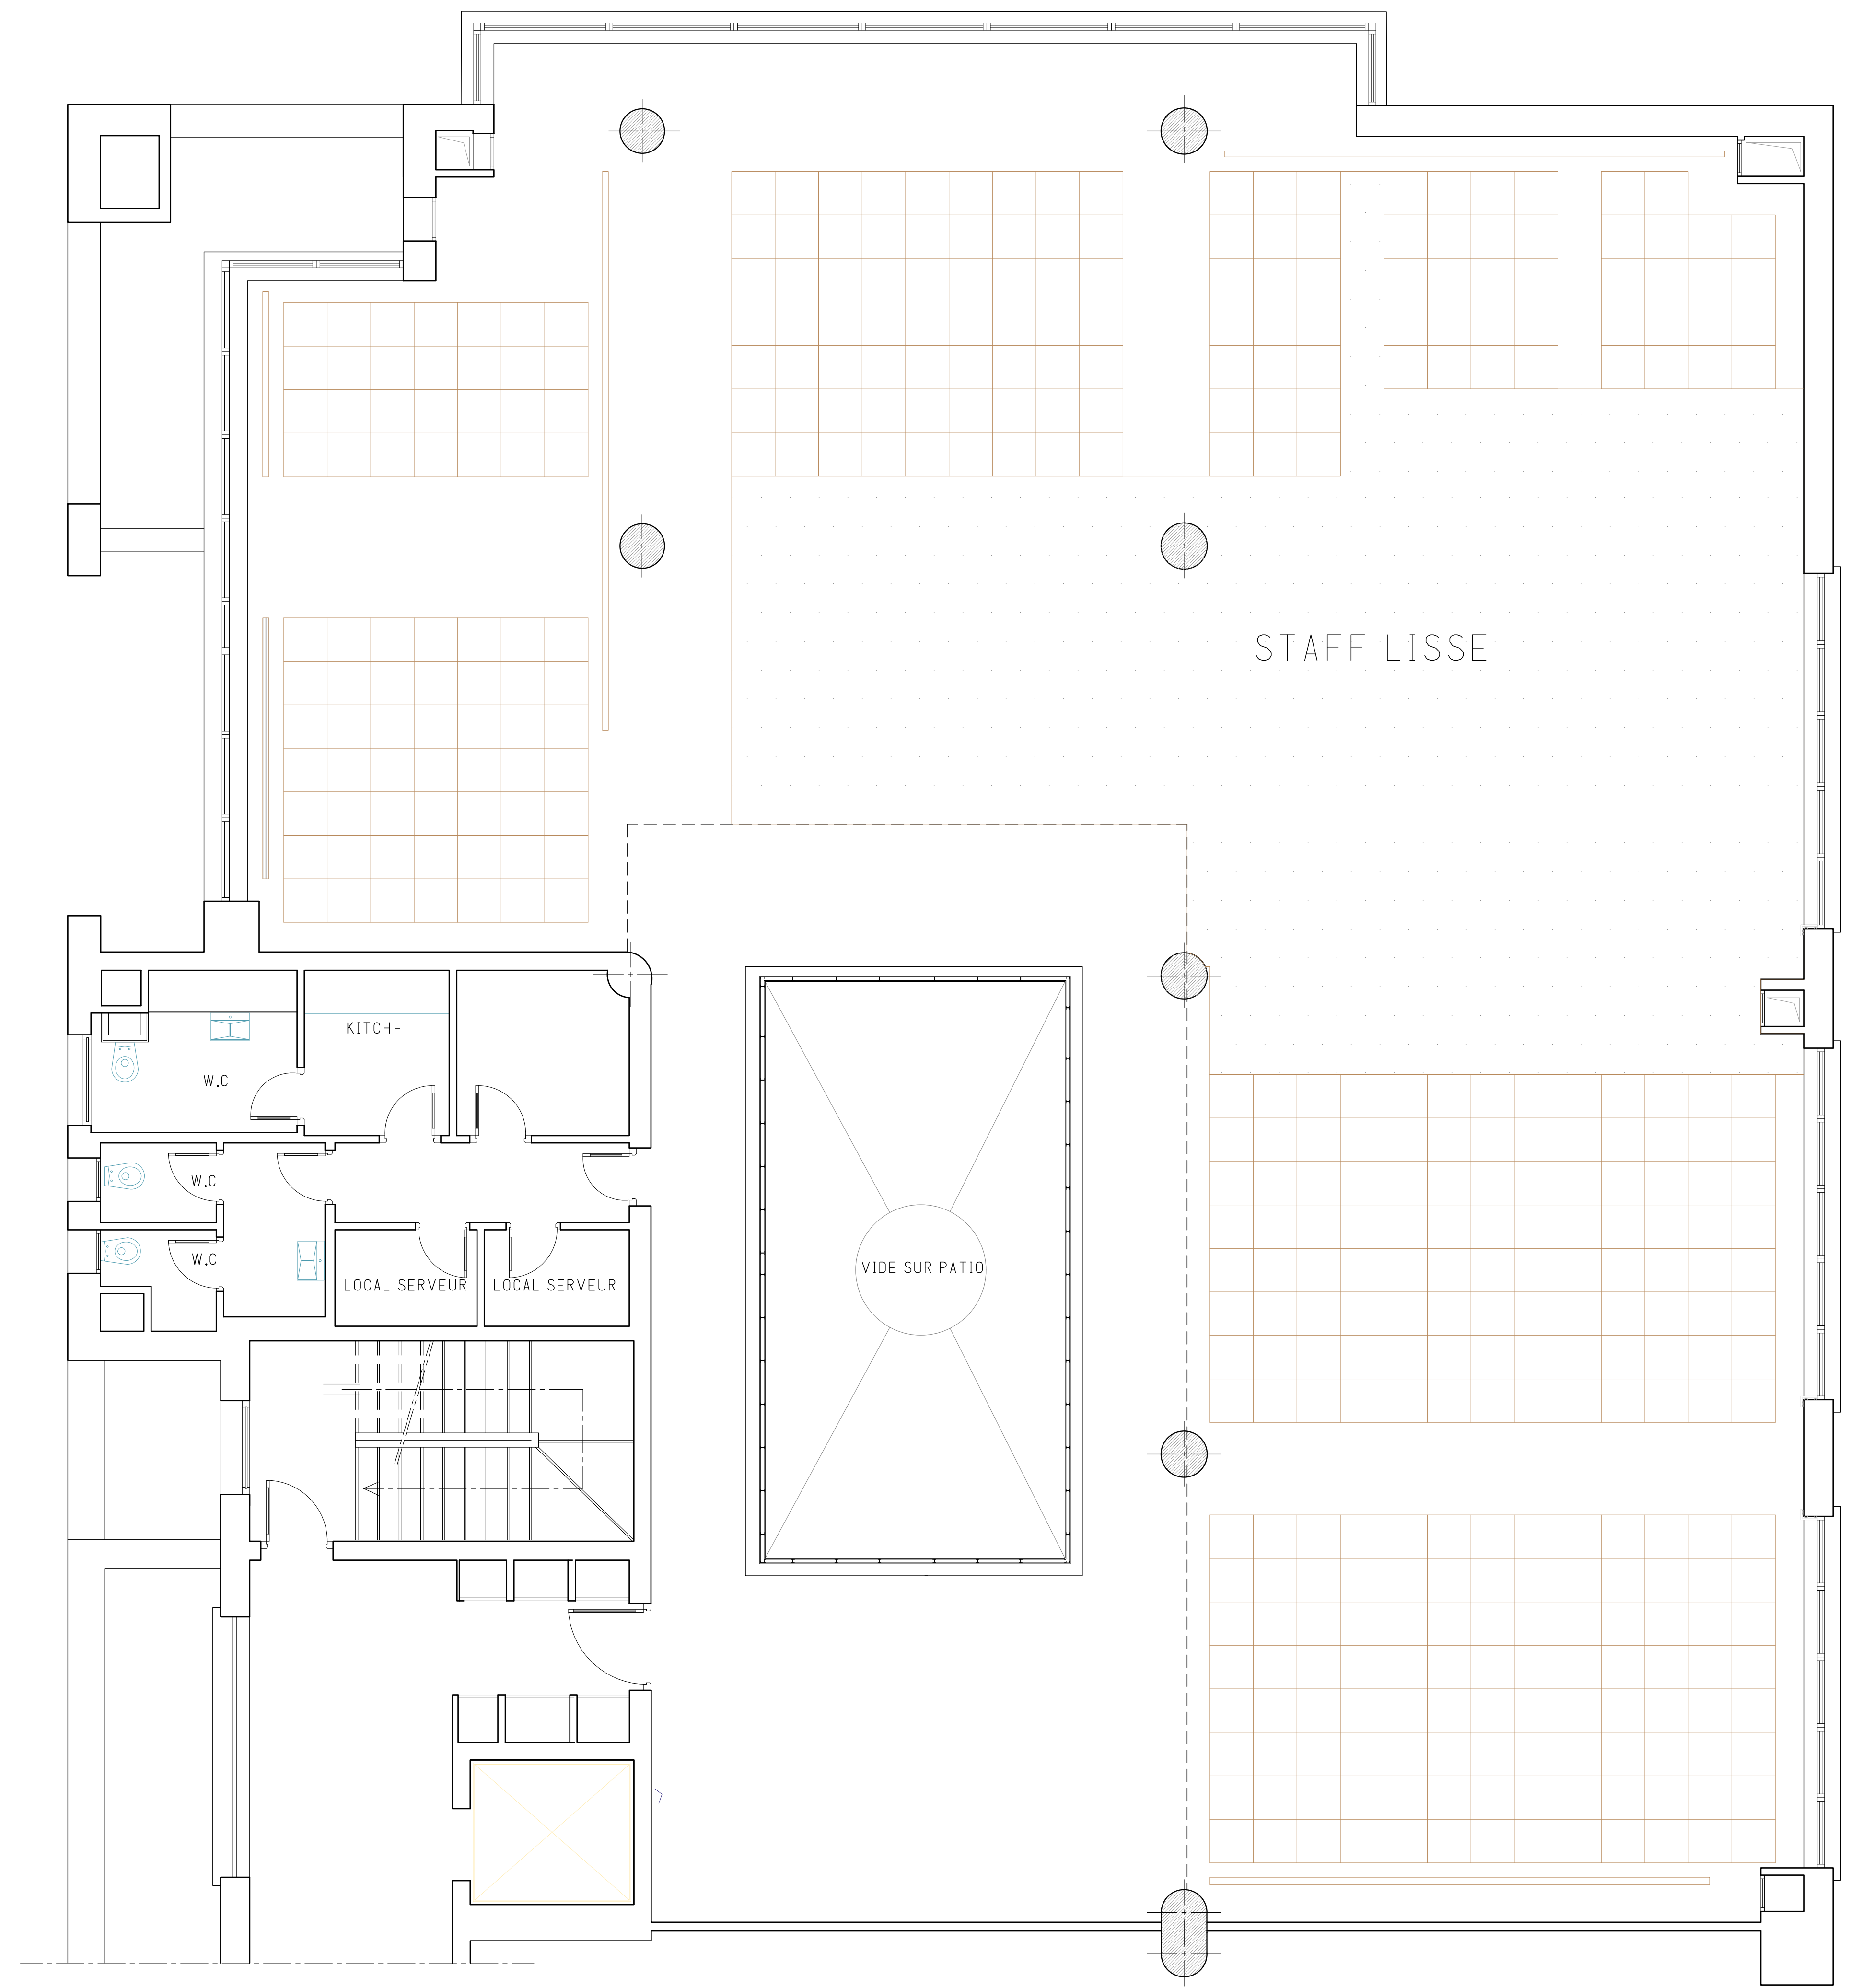 STAFF LISSE
KITCH-
W.C
W.C
W.C
VIDE SUR PATIO
LOCAL SERVEUR
LOCAL SERVEUR